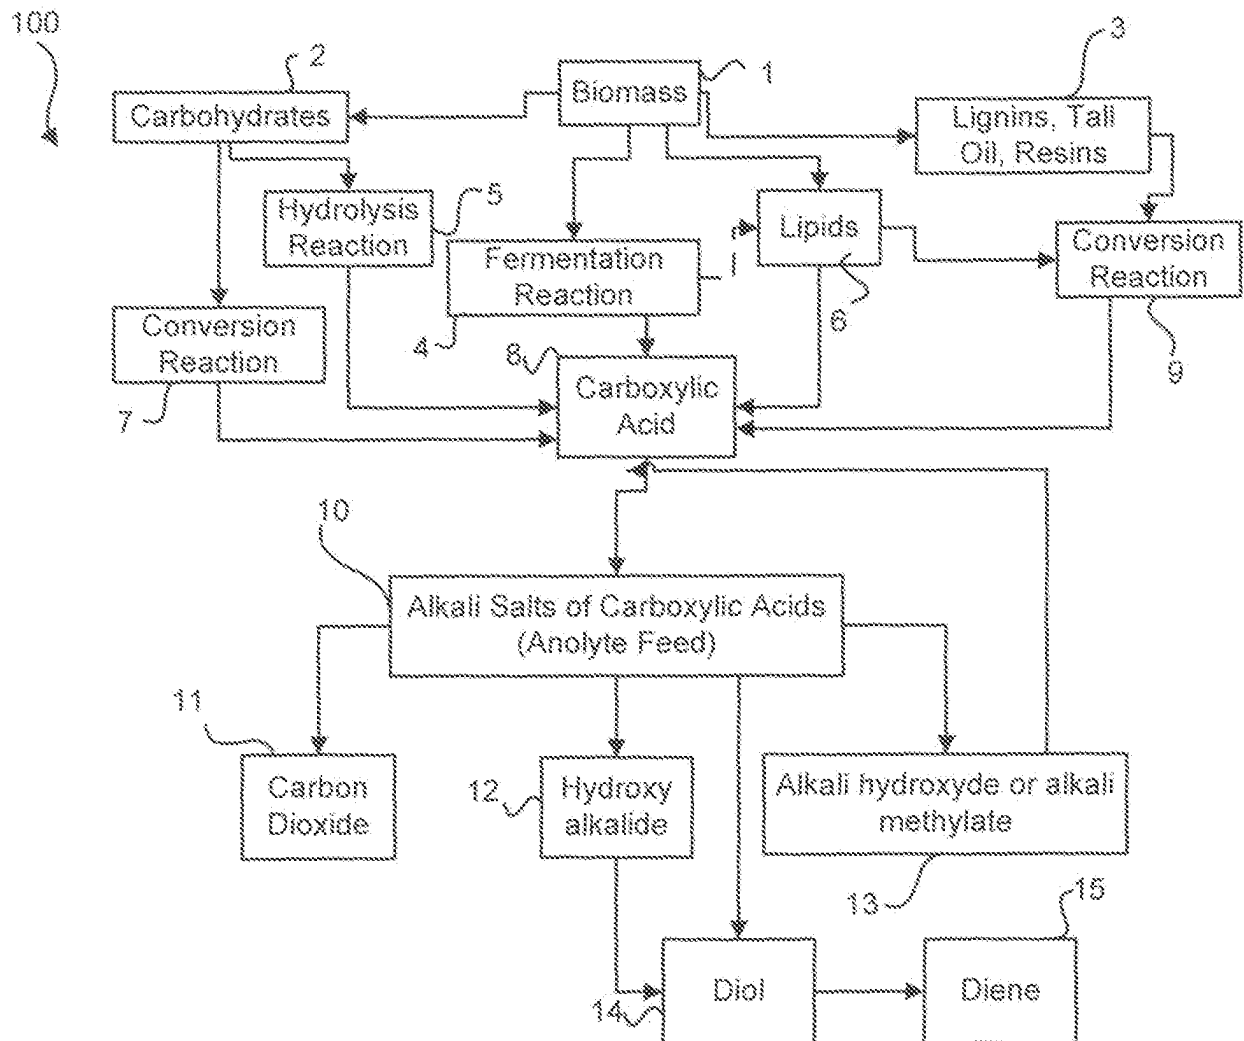 100
2
Carbohydrates
Biomass
1
3
Lignins, Tall
Oil, Resins
Hydrolysis
Reaction
5
Fermentation
Reaction
4
Lipids
6
Conversion
Reaction
9
Conversion
Reaction
7
8
Carboxylic
Acid
10
Alkali Salts of Carboxylic Acids
(Anolyte Feed)
11
Carbon
Dioxide
12
Hydroxy
alkalide
Alkali hydroxyde or alkali
methylate
13
14
Diol
15
Diene